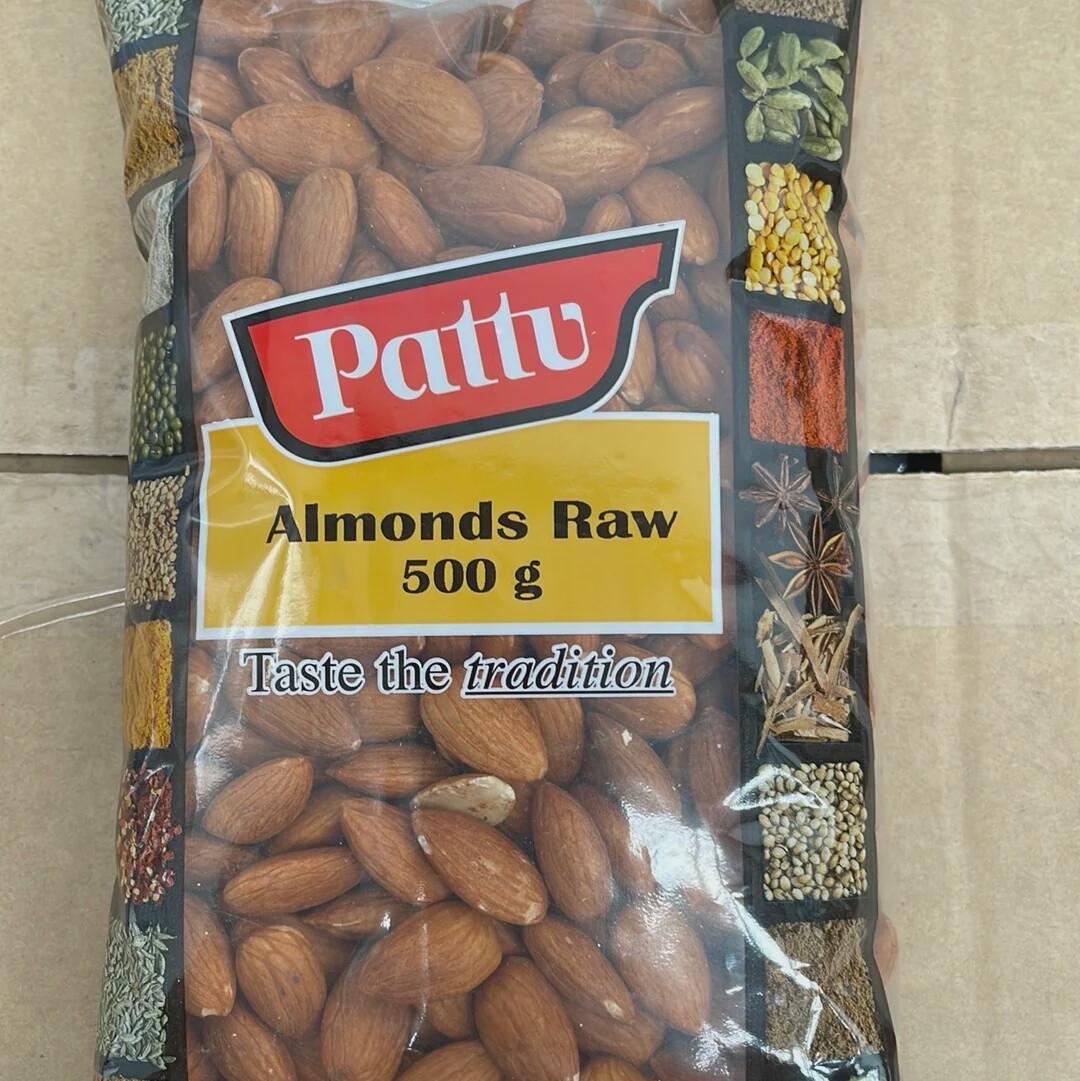 Pattu
Almonds Raw
500 g
Taste the tradition